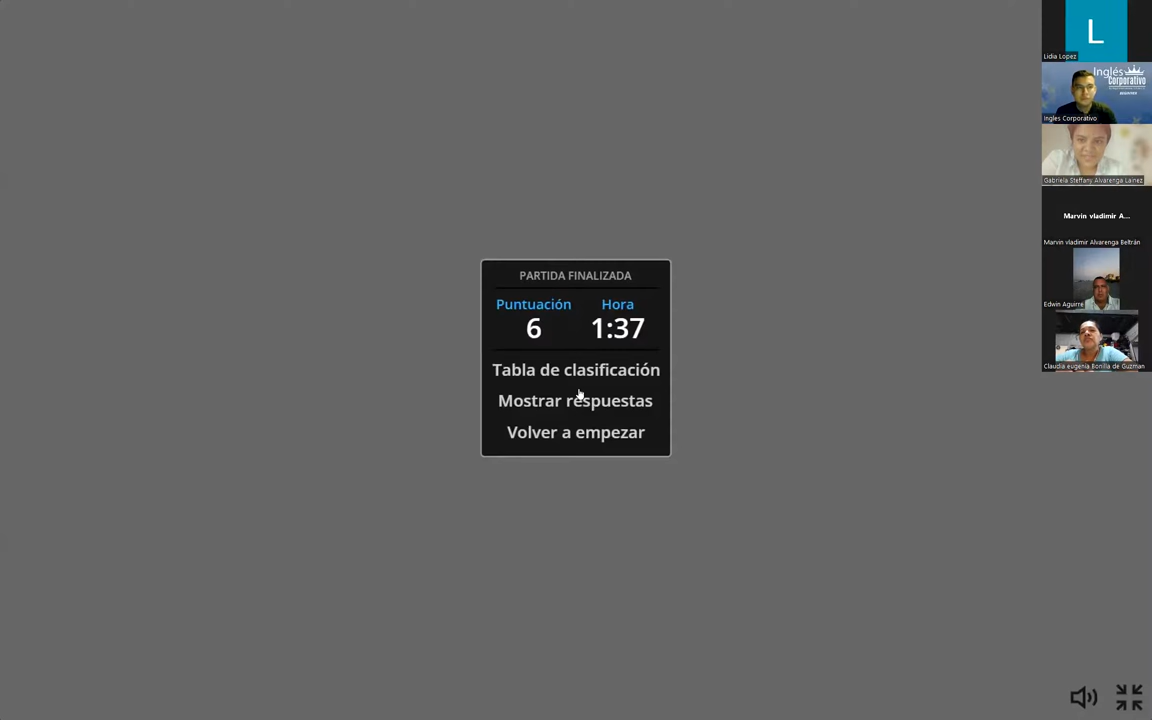 PARTIDA FINALIZADA
Puntuación Hora
6 1:37
Tabla de clasificación
Mostrar respuestas
Volver a empezar
L
Lidia Lopez
Inglés
Corporativo
Ingles Corporativo
Gabriela Steffany Alvarenga Lainez
Marvin vladimir A...
Marvin vladimir Alvarenga Beltrán
Edwin Aguirre
Claudia eugenia Bonilla de Guzman